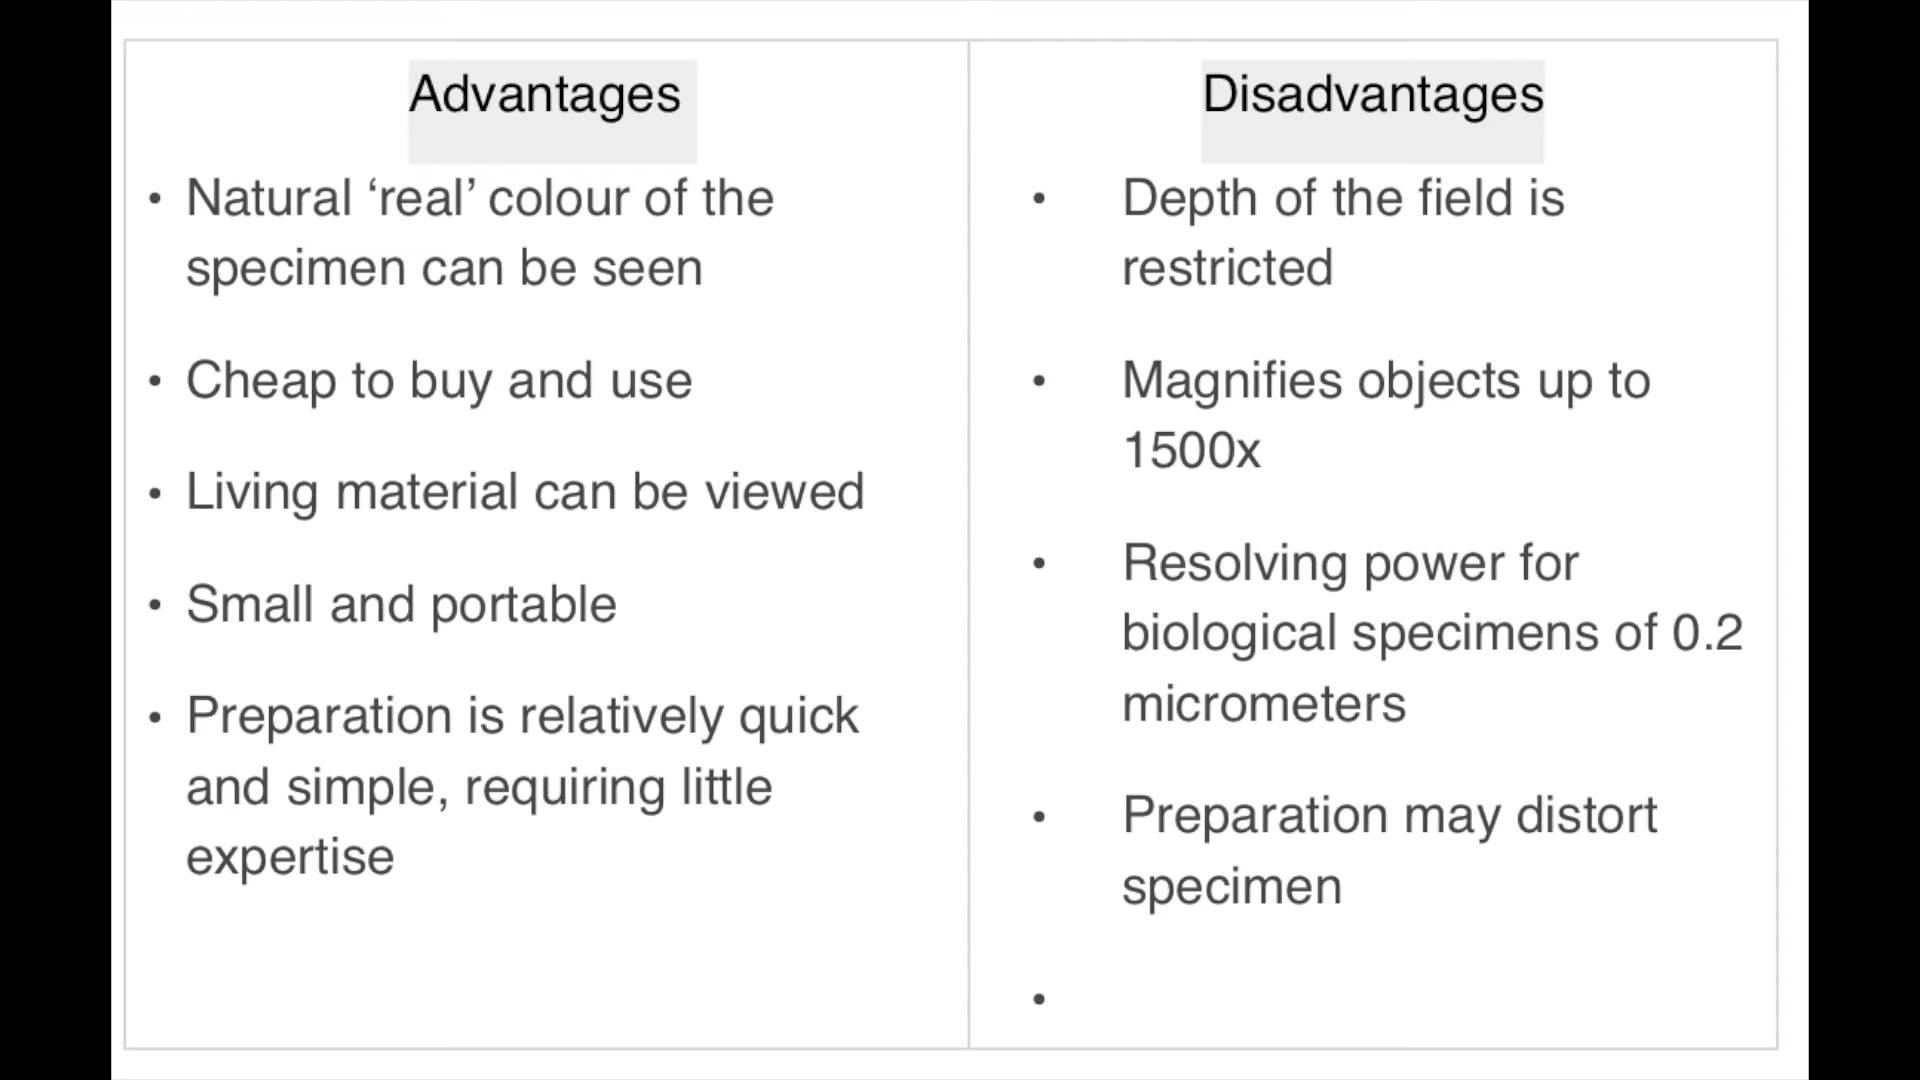 Advantages
• Natural ‘real’ colour of the
specimen can be seen
• Cheap to buy and use
• Living material can be viewed
• Small and portable
• Preparation is relatively quick
and simple, requiring little
expertise
Disadvantages
• Depth of the field is
restricted
• Magnifies objects up to
1500x
• Resolving power for
biological specimens of 0.2
micrometers
• Preparation may distort
specimen
•